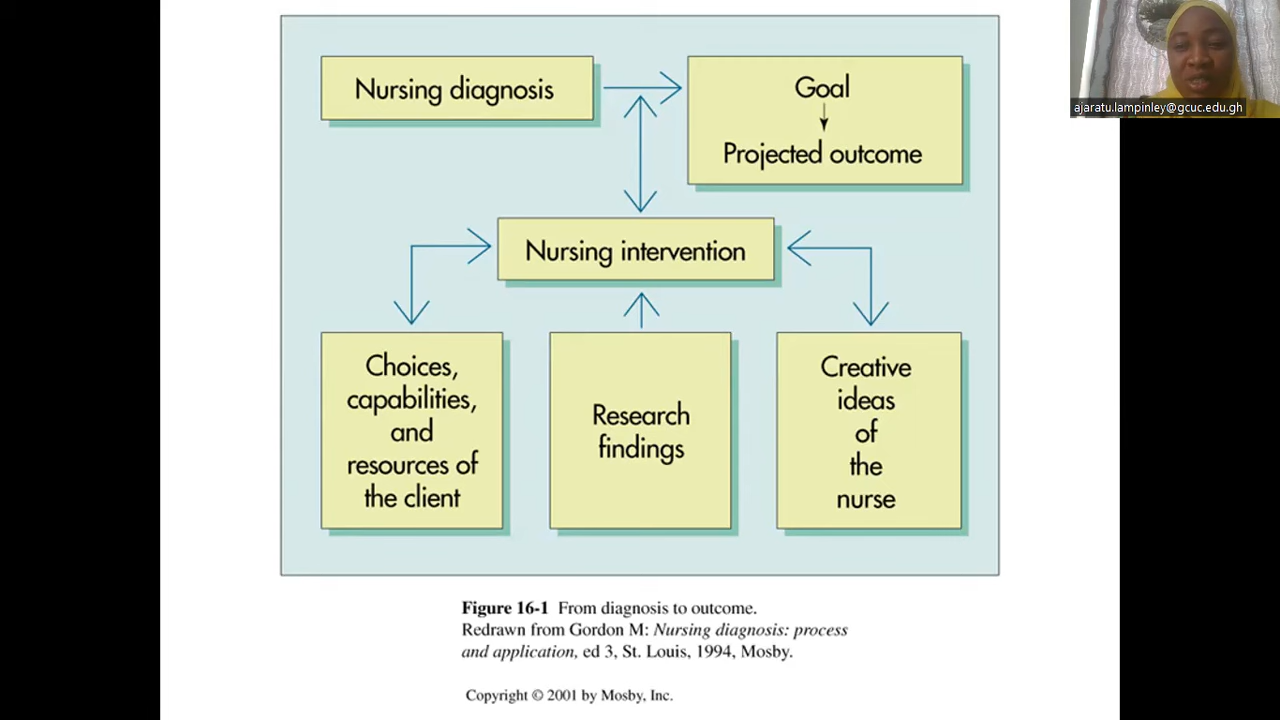 Nursing diagnosis
Goal
Projected outcome
Nursing intervention
Choices,
capabilities,
and
resources of
the client
Research
findings
Creative
ideas
of
the
nurse
Figure 16-1 From diagnosis to outcome.
Redrawn from Gordon M: Nursing diagnosis: process
and application, ed 3, St. Louis, 1994, Mosby.
Copyright © 2001 by Mosby, Inc.
ajaratu.lampinley@gcuc.edu.gh